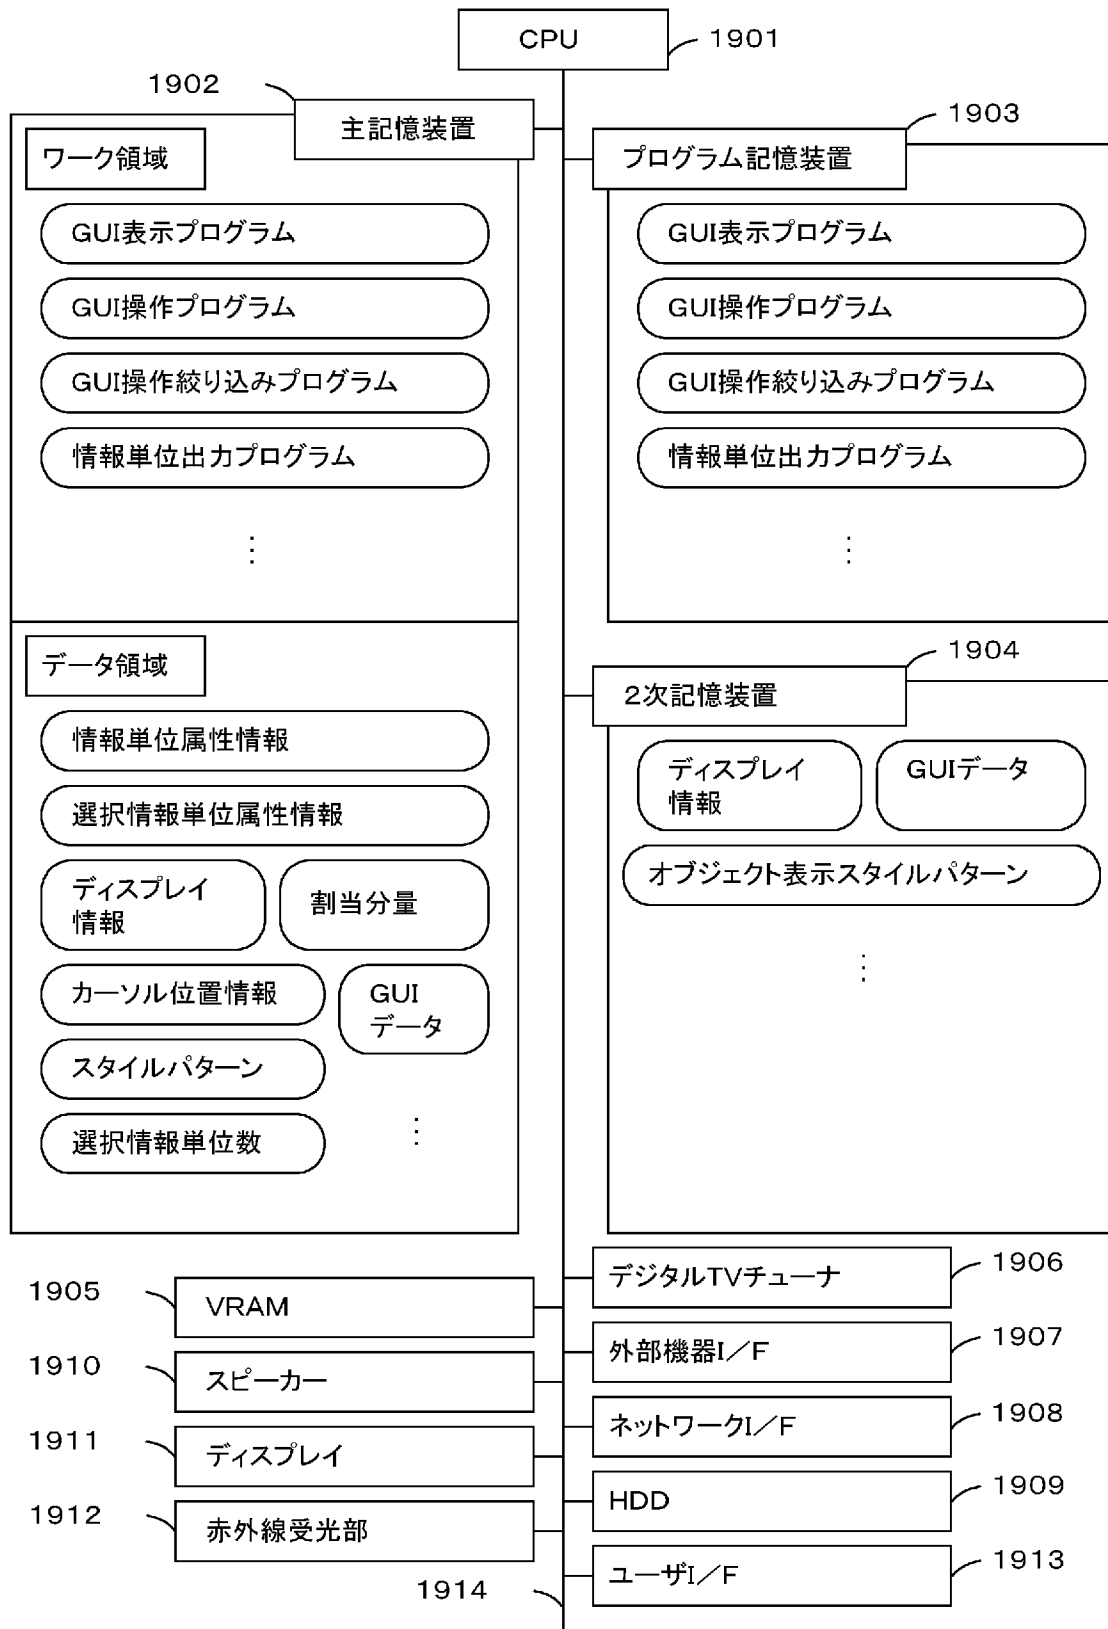 CPU
1901
1902
主記憶装置
ワーク領域
GUI表示プログラム
GUI操作プログラム
GUI操作絞り込みプログラム
情報単位出力プログラム
⋮
データ領域
情報単位属性情報
選択情報単位属性情報
ディスプレイ
情報
割当分量
カーソル位置情報
GUI
データ
スタイルパターン
選択情報単位数
⋮
1903
プログラム記憶装置
GUI表示プログラム
GUI操作プログラム
GUI操作絞り込みプログラム
情報単位出力プログラム
⋮
1904
2次記憶装置
ディスプレイ
情報
GUIデータ
オブジェクト表示スタイルパターン
⋮
1905
VRAM
1910
スピーカー
1911
ディスプレイ
1912
赤外線受光部
デジタルTVチューナ
1906
外部機器I/F
1907
ネットワークI/F
1908
HDD
1909
ユーザI/F
1913
1914